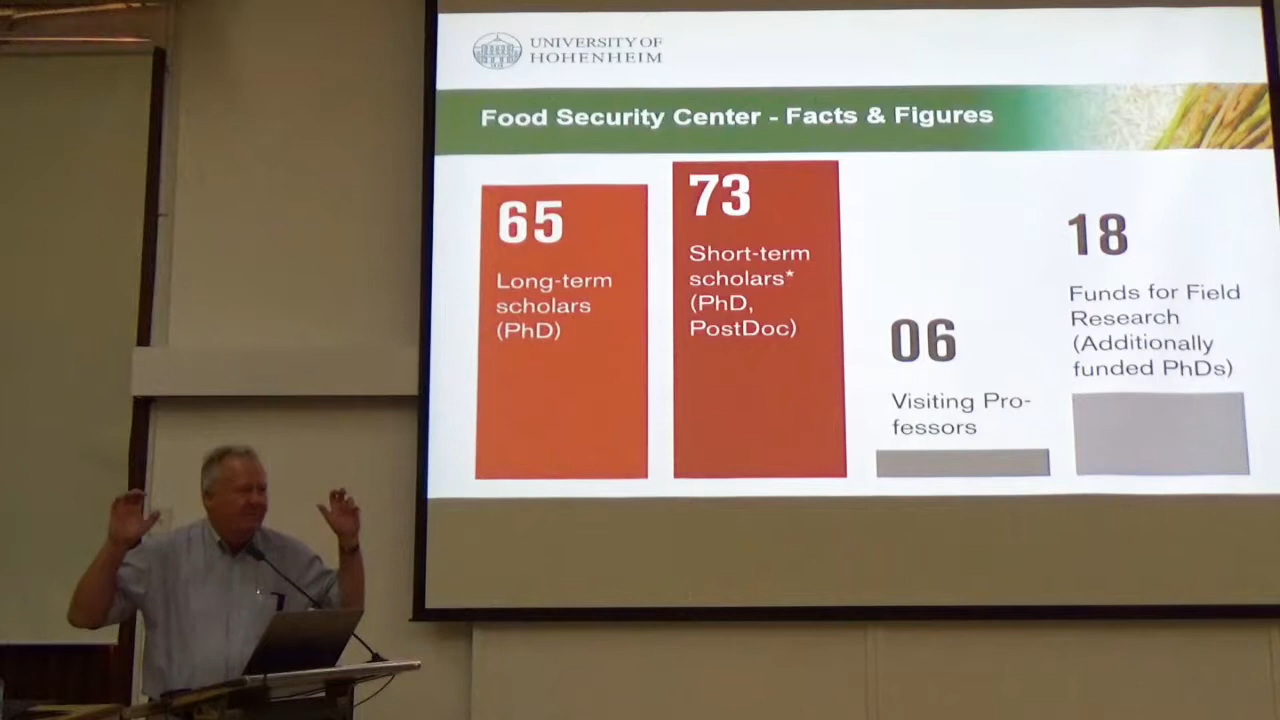 UNIVERSITY OF
HOHENHEIM
Food Security Center - Facts & Figures
65
Long-term
scholars
(PhD)
73
Short-term
scholars*
(PhD,
PostDoc)
06
Visiting Pro-
fessors
18
Funds for Field
Research
(Additionally
funded PhDs)